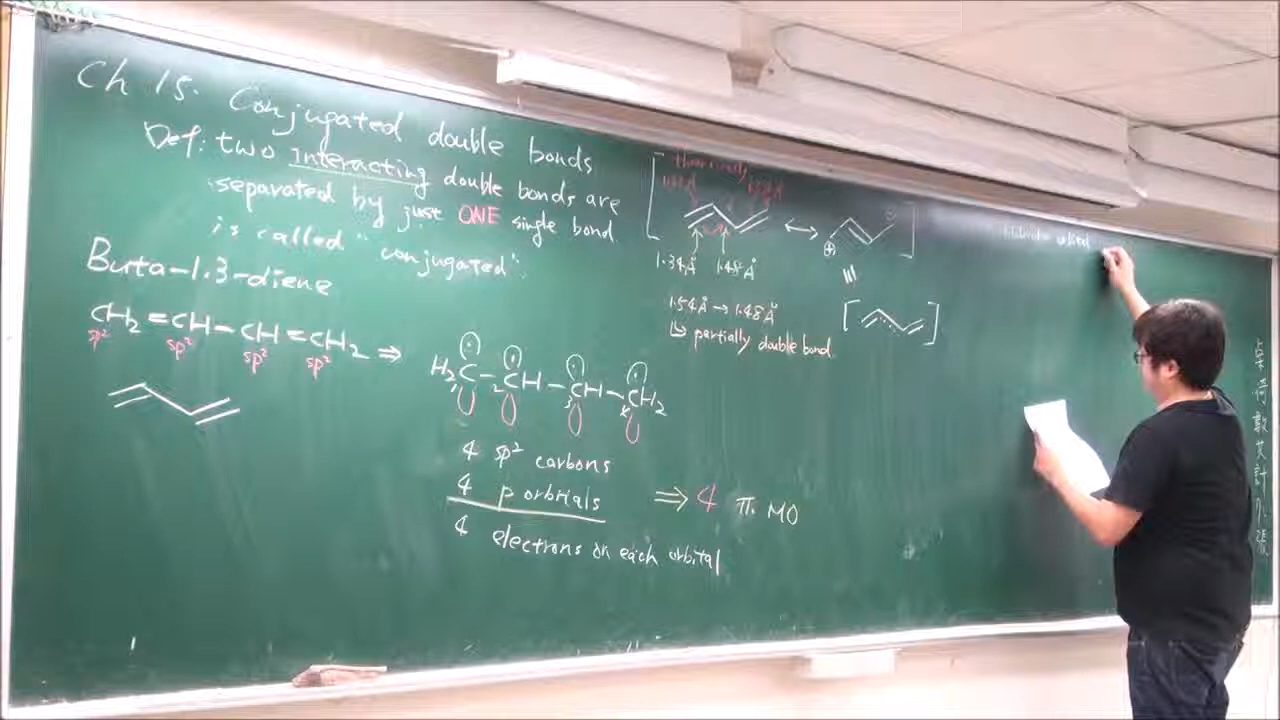 Ch 15. Conjugated double bonds
Def: two interacting double bonds are
separated by just ONE single bond
is called "conjugated".
Buta-1.3-diene
CH2=CH-CH=CH2 ⇒
sp² sp² sp² sp²
H2C-CH-CH-CH2
1 2 3 4
4 sp² carbons
4 p orbrials
4 electrons on each orbital
⇒ 4 π MO
theoretically
↔
⊕
1.34Å 1.48Å
1.54Å → 1.48Å
↳ partially double bond